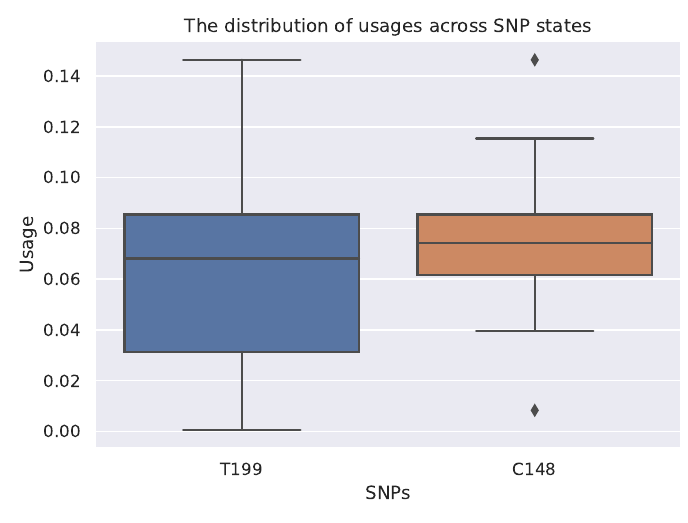 The distribution of usages across SNP states
0.14
0.12
0.10
0.08
0.06
0.04
0.02
0.00
Usage
T199 C148
SNPs